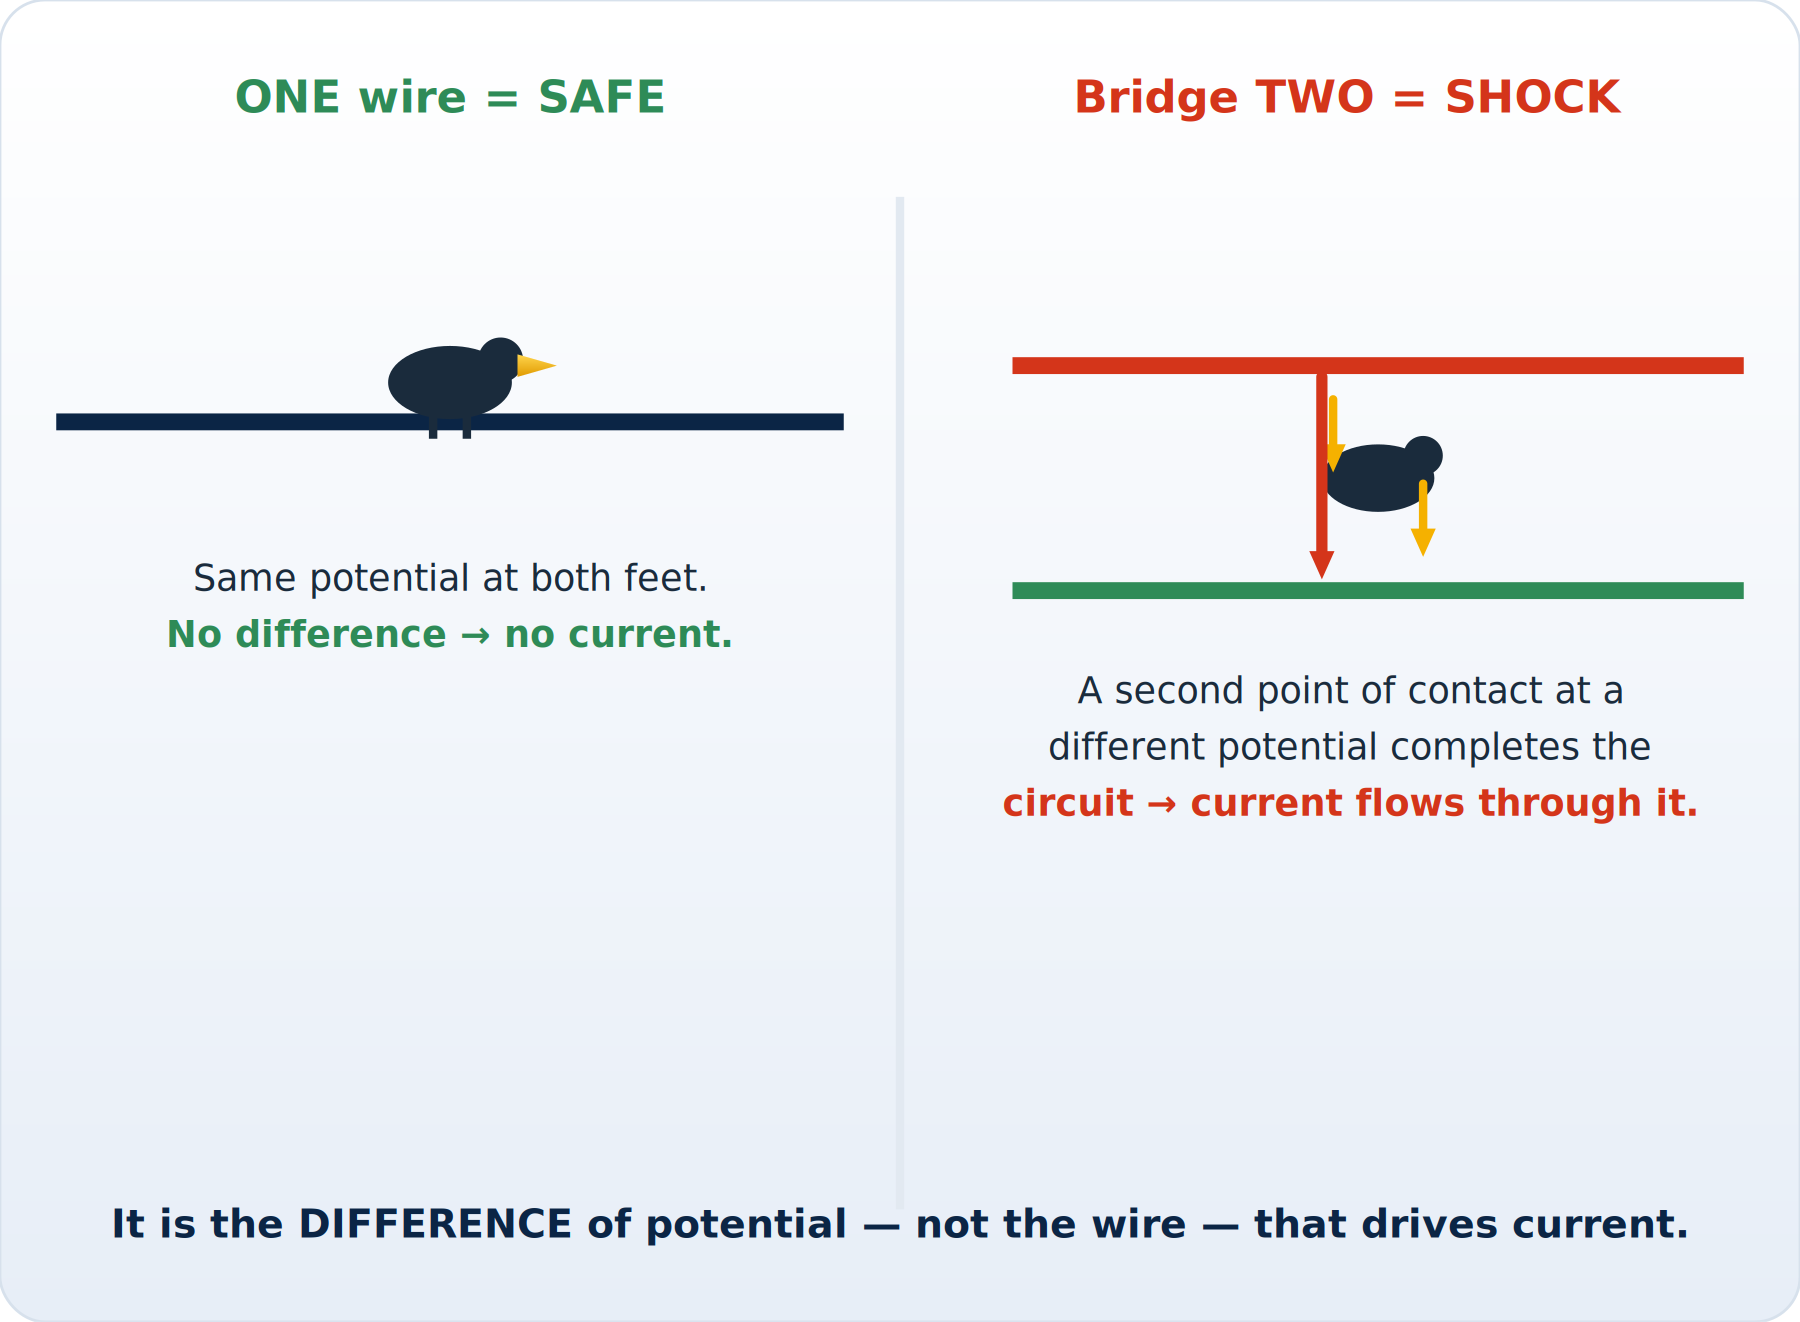 ONE wire = SAFE
Same potential at both feet.
No difference → no current.
Bridge TWO = SHOCK
A second point of contact at a
different potential completes the
circuit → current flows through it.
It is the DIFFERENCE of potential — not the wire — that drives current.